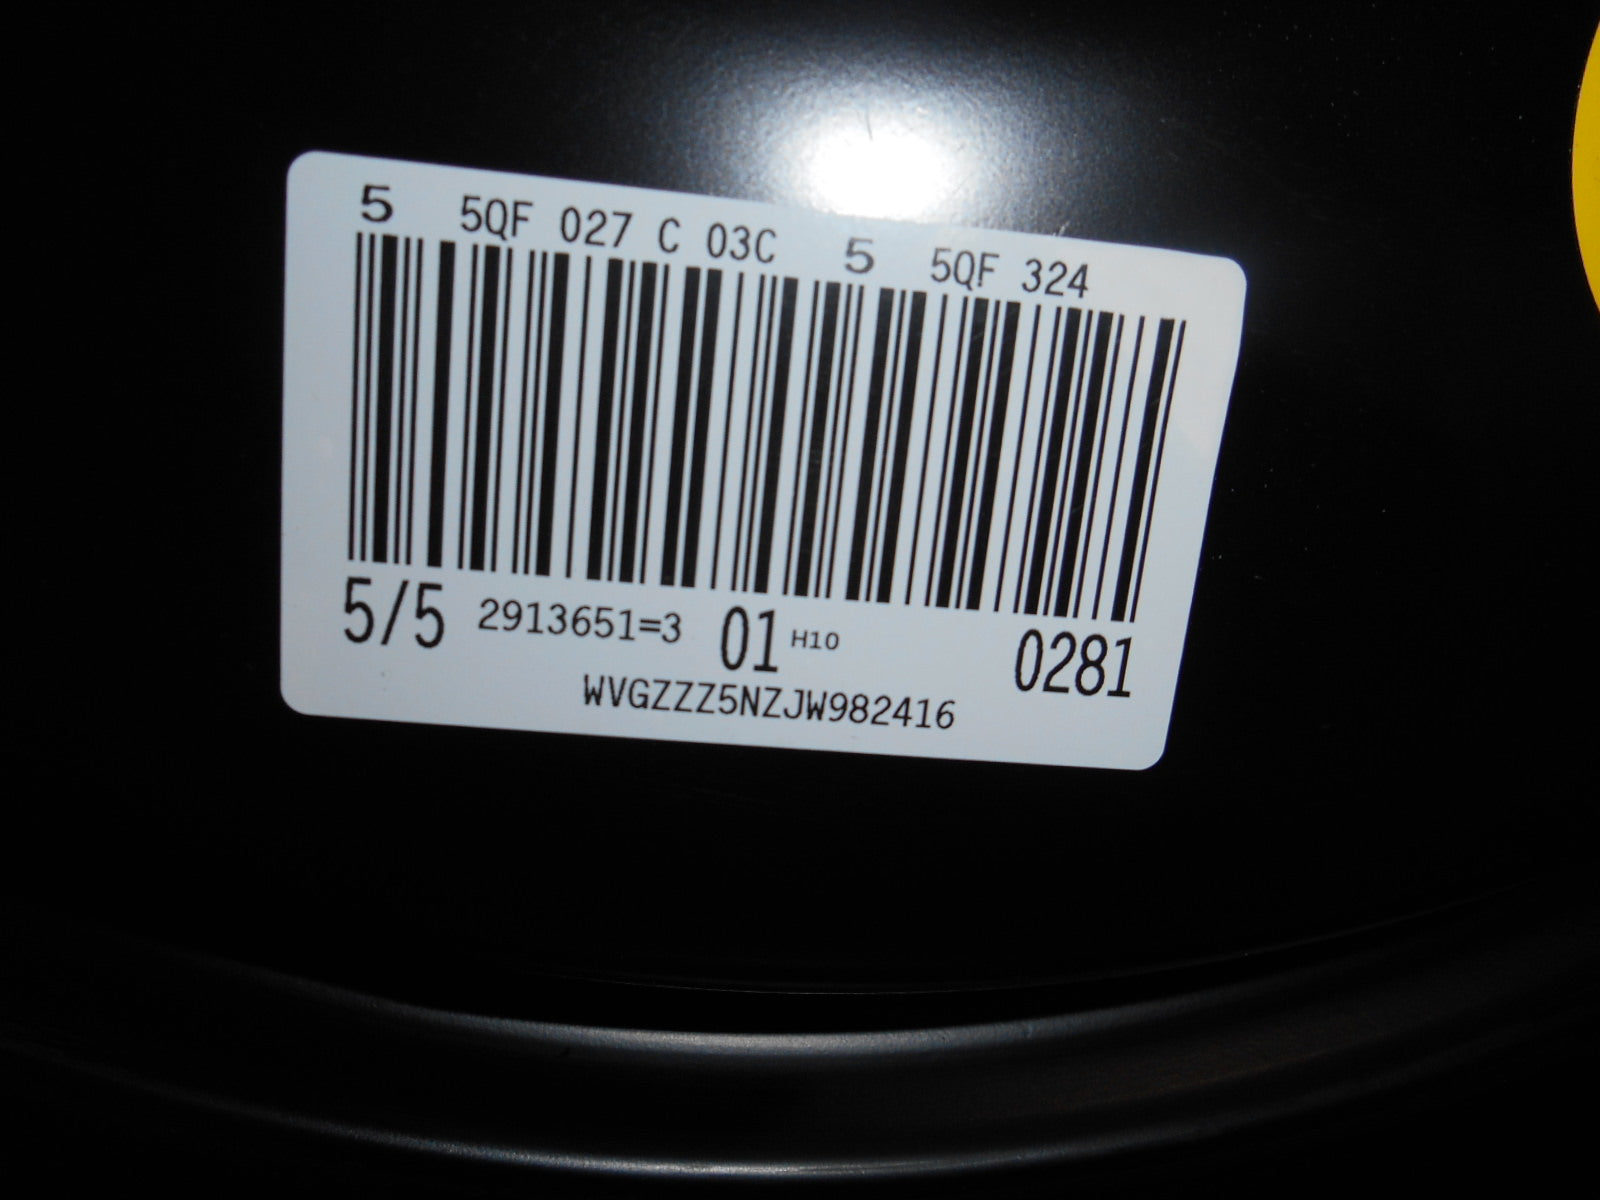 5 5QF 027 C 03C 5 5QF 324
5/5 2913651=3 01 H10 0281
WVGZZZ5NZJW982416